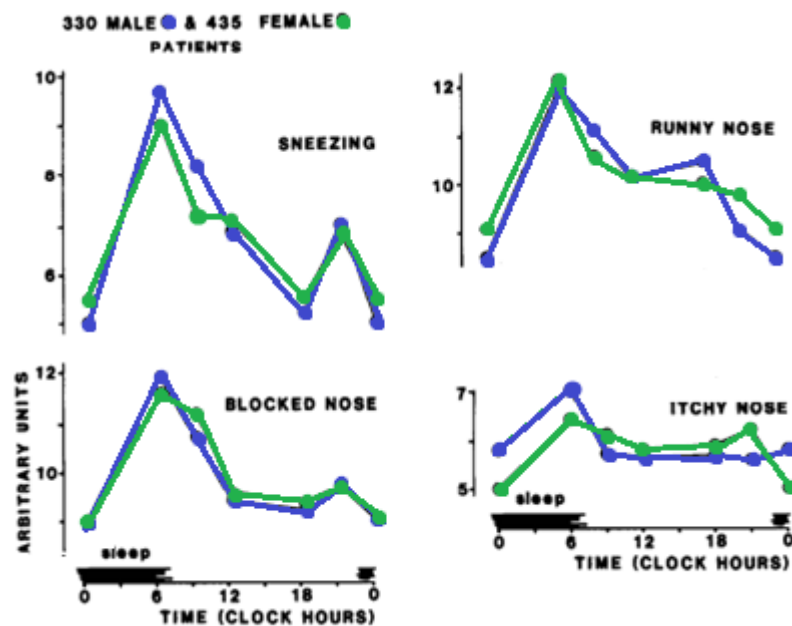 330 MALE & 435 FEMALE
PATIENTS
10
8
6
SNEEZING
12
10
RUNNY NOSE
ARBITRARY UNITS
12
10
BLOCKED NOSE
sleep
0 6 12 18 0
TIME (CLOCK HOURS)
7
5
ITCHY NOSE
sleep
0 6 12 18 0
TIME (CLOCK HOURS)